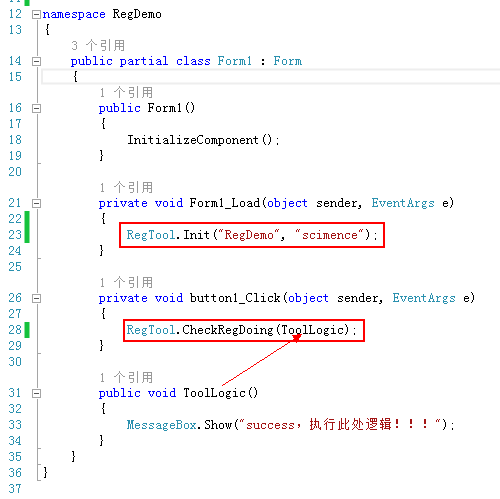 11
12 namespace RegDemo
13 {
3 个引用
14 public partial class Form1 : Form
15 {
1 个引用
16 public Form1()
17 {
18 InitializeComponent();
19 }
20
1 个引用
21 private void Form1_Load(object sender, EventArgs e)
22 {
23 RegTool.Init("RegDemo", "scimence");
24 }
25
1 个引用
26 private void button1_Click(object sender, EventArgs e)
27 {
28 RegTool.CheckRegDoing(ToolLogic);
29 }
30
1 个引用
31 public void ToolLogic()
32 {
33 MessageBox.Show("success，执行此处逻辑！！！");
34 }
35 }
36 }
37